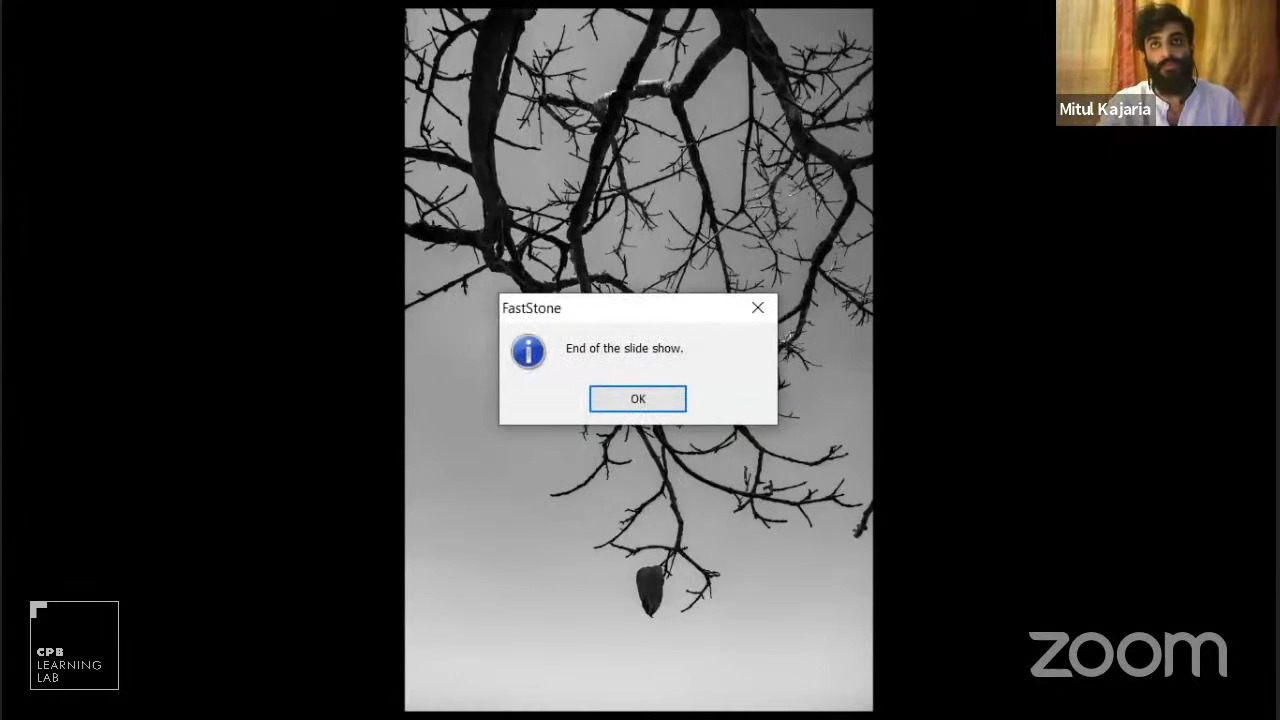 Mitul Kajaria
FastStone
End of the slide show.
OK
CPB
LEARNING
LAB
zoom